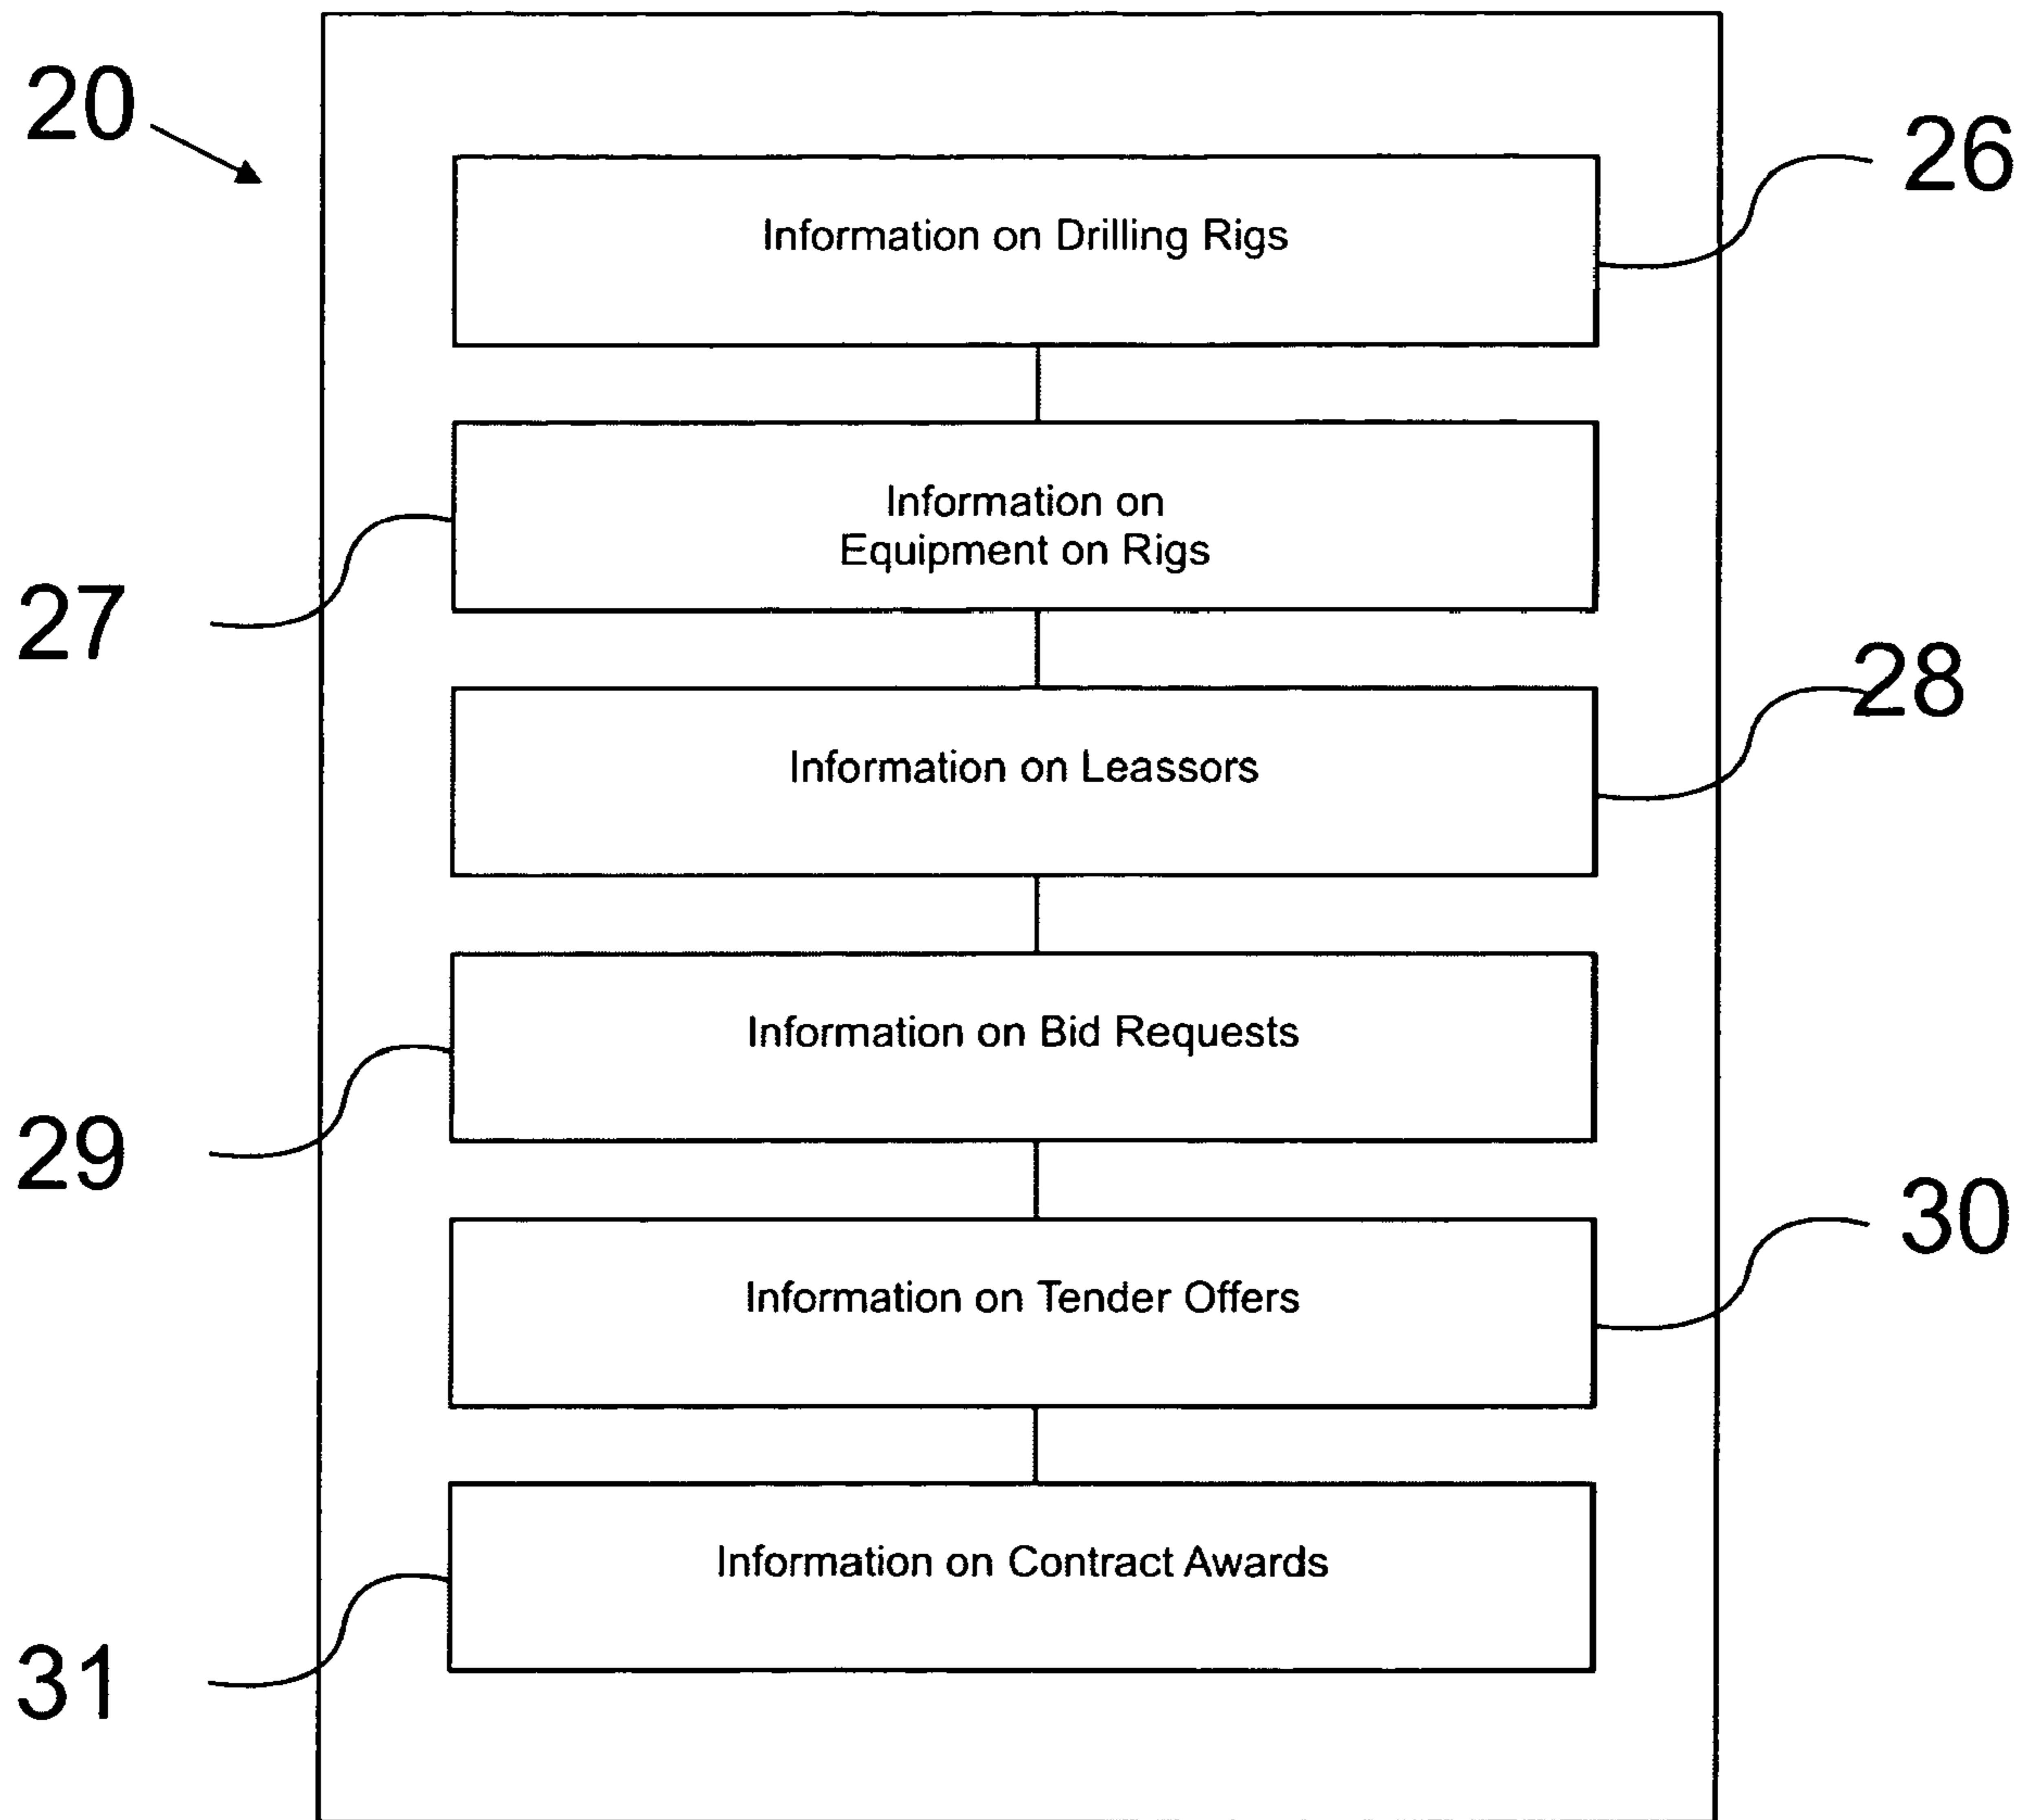 20
26
Information on Drilling Rigs
Information on
Equipment on Rigs
27
28
Information on Leassors
Information on Bid Requests
29
30
Information on Tender Offers
Information on Contract Awards
31